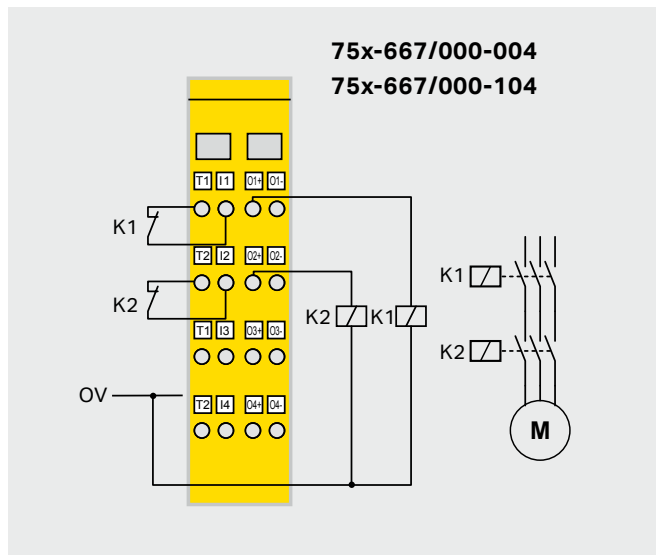 75x-667/000-004
75x-667/000-104
T1 I1 O1+ O1-
K1
T2 I2 O2+ O2-
K1
K2
K2 K1
T1 I3 O3+ O3-
K2
OV
T2 I4 O4+ O4-
M